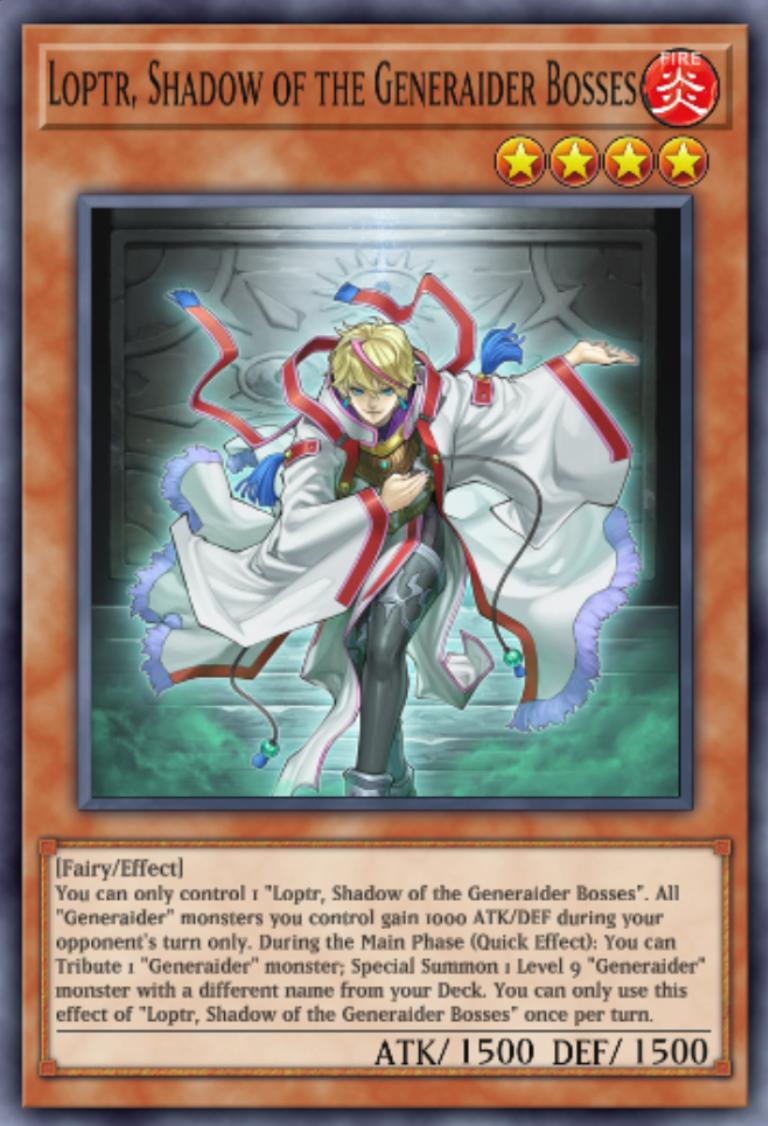 LOPTR, SHADOW OF THE GENERAIDER BOSSES
FIRE
炎
[Fairy/Effect]
You can only control 1 "Loptr, Shadow of the Generaider Bosses". All
"Generaider" monsters you control gain 1000 ATK/DEF during your
opponent's turn only. During the Main Phase (Quick Effect): You can
Tribute 1 "Generaider" monster; Special Summon 1 Level 9 "Generaider"
monster with a different name from your Deck. You can only use this
effect of "Loptr, Shadow of the Generaider Bosses" once per turn.
ATK/ 1500 DEF/ 1500